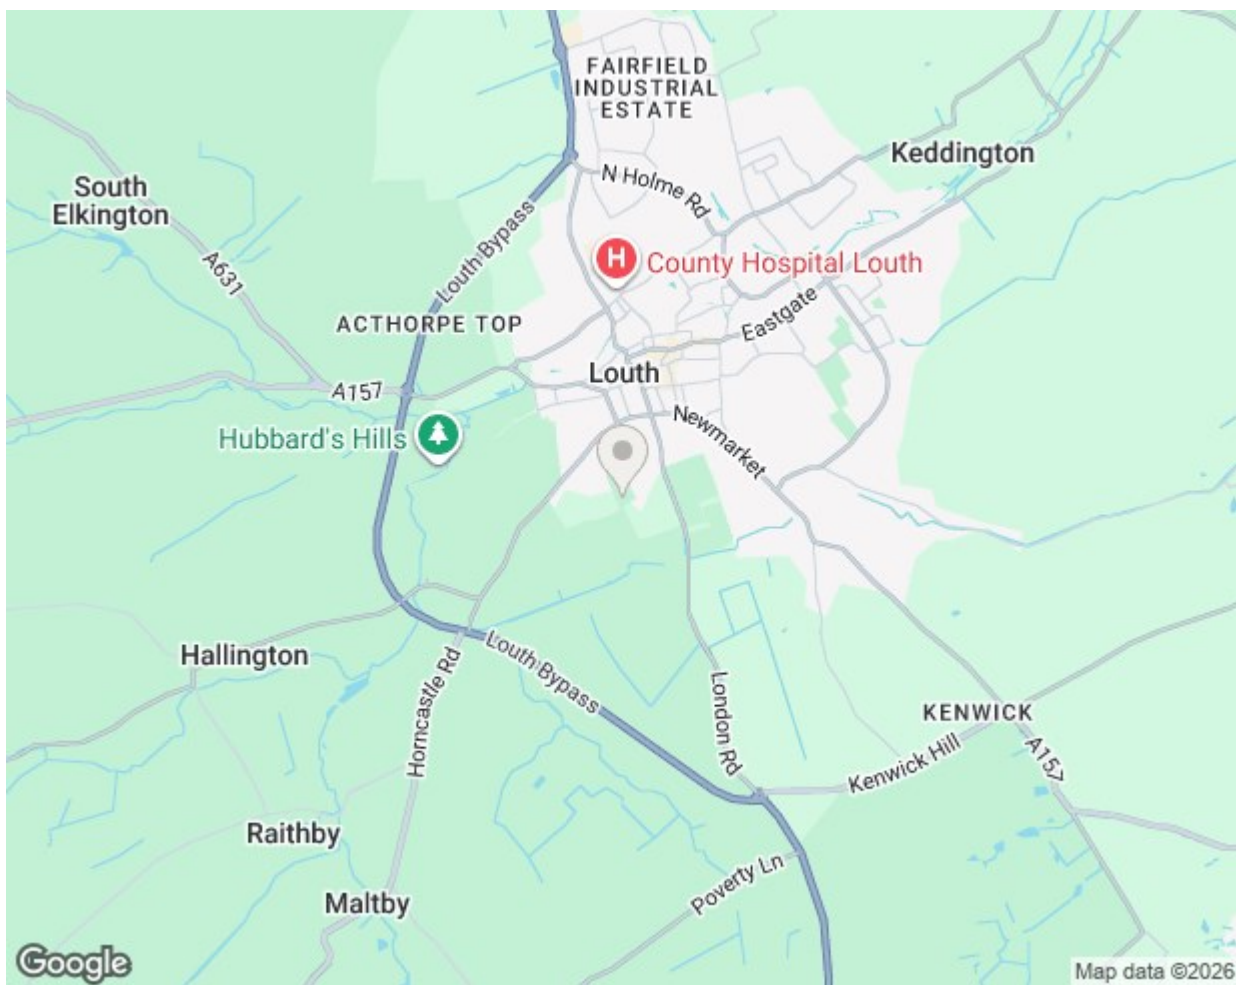 FAIRFIELD
INDUSTRIAL
ESTATE
Keddington
N Holme Rd
South
Elkington
Louth Bypass
A631
H
County Hospital Louth
ACTHORPE TOP
Eastgate
Louth
A157
Hubbard's Hills
Newmarket
Hallington
Horncastle Rd
Louth Bypass
London Rd
KENWICK
A157
Kenwick Hill
Raithby
Poverty Ln
Maltby
Google
Map data ©2026